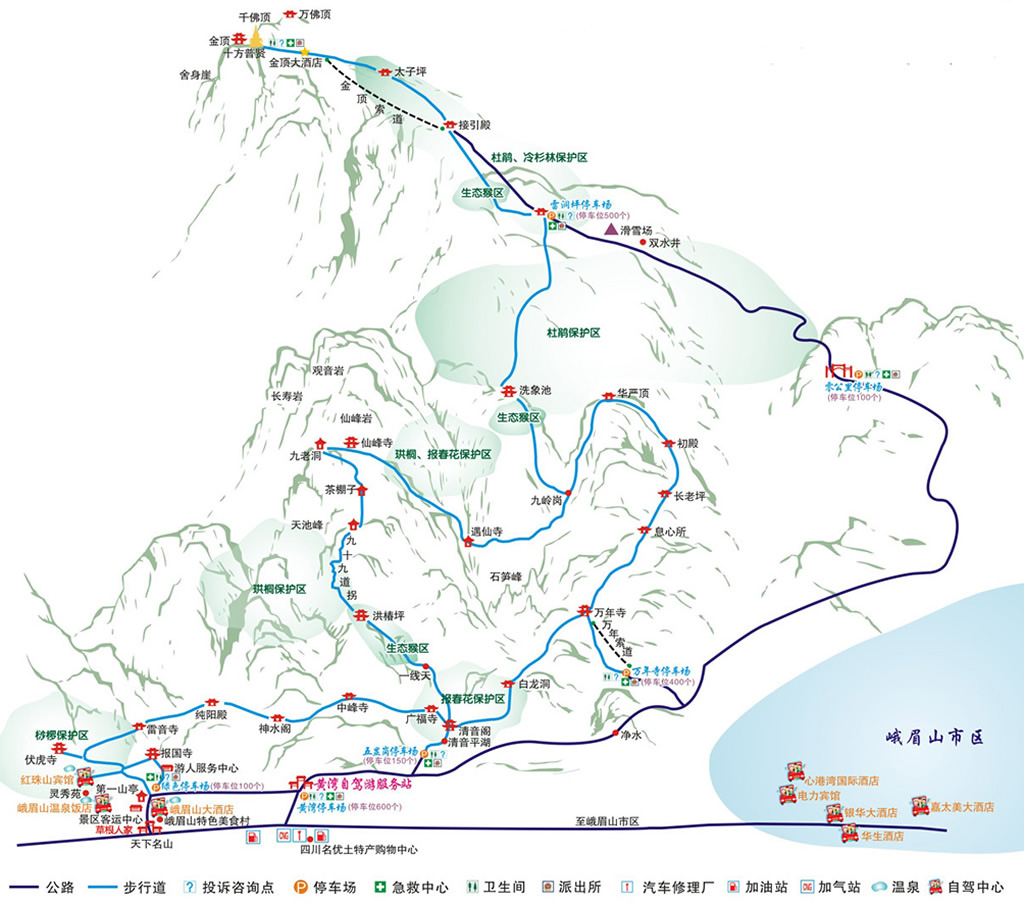 千佛顶
万佛顶
金顶
十方普贤
金顶大酒店
舍身崖
太子坪
金顶索道
接引殿
杜鹃、冷杉林保护区
生态猴区
雷洞坪停车场
(停车位500个)
滑雪场
双水井
杜鹃保护区
零公里停车场
(停车位100个)
观音岩
长寿岩
洗象池
华严顶
生态猴区
仙峰岩
仙峰寺
九老洞
珙桐、报春花保护区
初殿
茶棚子
九岭岗
长老坪
天池峰
遇仙寺
息心所
九十九道拐
石笋峰
珙桐保护区
洪椿坪
万年寺
万年索道
生态猴区
一线天
万年寺停车场
(停车位400个)
白龙洞
报春花保护区
纯阳殿
中峰寺
广福寺
雷音寺
神水阁
清音阁
清音平湖
净水
桫椤保护区
伏虎寺
报国寺
游人服务中心
五显岗停车场
(停车位150个)
峨眉山市区
红珠山宾馆
绿色停车场(停车位100个)
黄湾自驾游服务站
灵秀苑
第一山亭
峨眉山温泉饭店
峨眉山大酒店
黄湾停车场(停车位600个)
心港湾国际酒店
电力宾馆
银华大酒店
嘉太美大酒店
华生酒店
景区客运中心
峨眉山特色美食村
草根人家
天下名山
至峨眉山市区
四川名优土特产购物中心
公路 步行道 ? 投诉咨询点 P 停车场 急救中心 卫生间 派出所 汽车修理厂 加油站 CNG 加气站 温泉 自驾中心